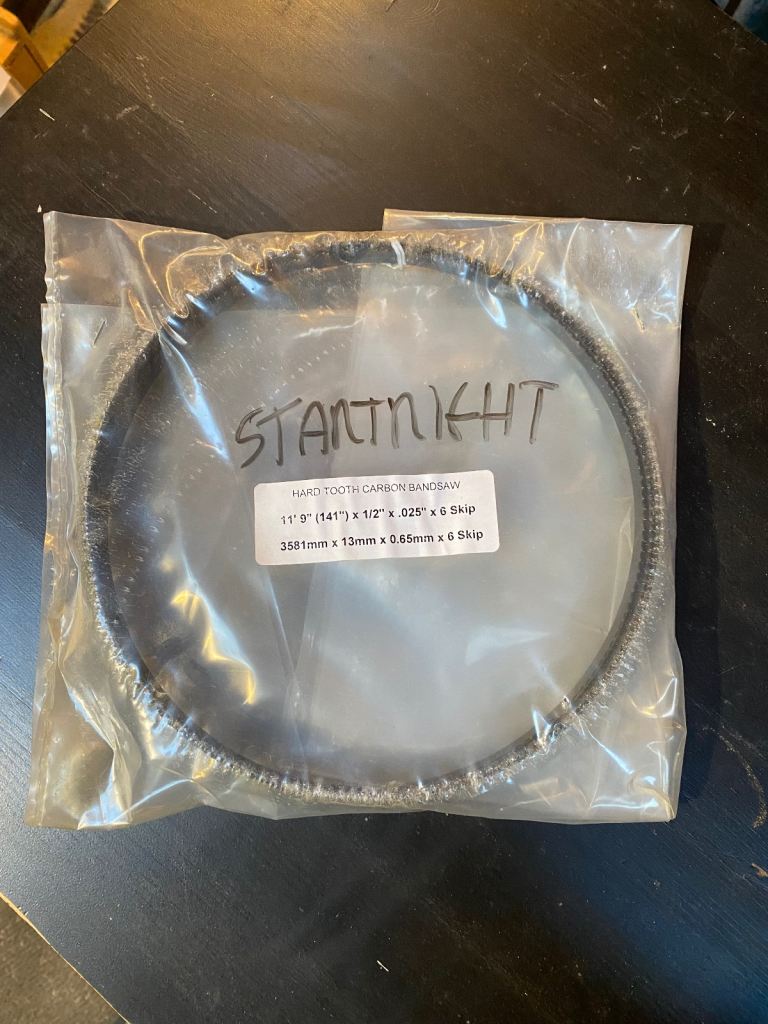 STARTRIGHT
HARD TOOTH CARBON BANDSAW
11' 9" (141") x 1/2" x .025" x 6 Skip
3581mm x 13mm x 0.65mm x 6 Skip